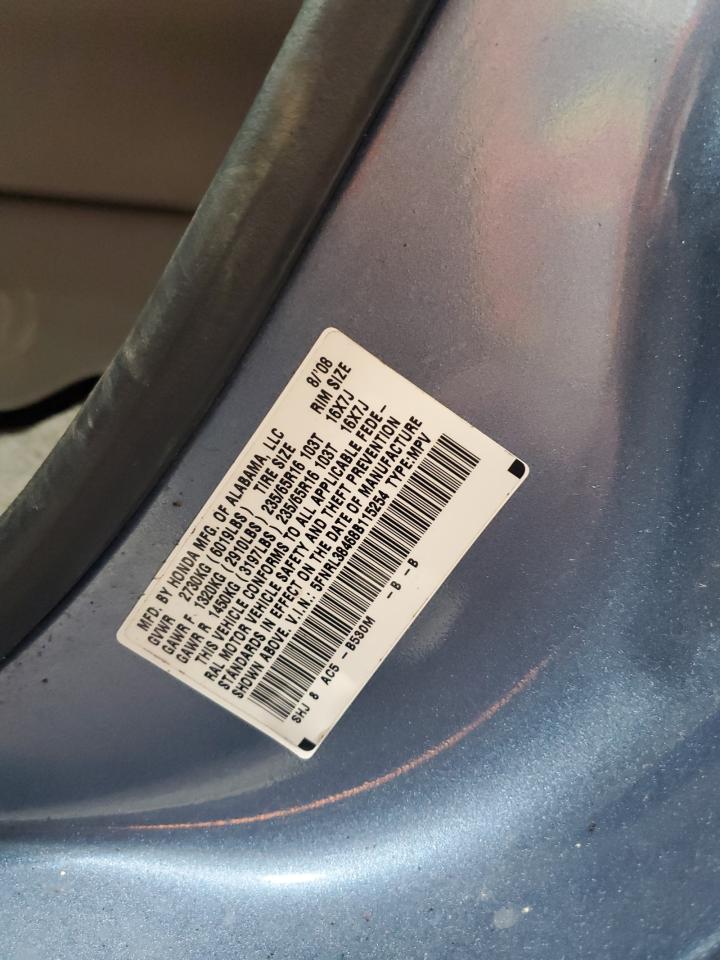 MFD. BY HONDA MFG. OF ALABAMA, LLC 8/'08
TIRE SIZE RIM SIZE
GVWR 2730KG (6019LBS)
GAWR F 1320KG (2910LBS) 235/65R16 103T 16X7J
GAWR R 1450KG (3197LBS) 235/65R16 103T 16X7J
THIS VEHICLE CONFORMS TO ALL APPLICABLE FEDE-
RAL MOTOR VEHICLE SAFETY AND THEFT PREVENTION
STANDARDS IN EFFECT ON THE DATE OF MANUFACTURE
SHOWN ABOVE. V.I.N.: 5FNRL38468B115254 TYPE:MPV
SHJ 8 AC5 - B530M - B - B